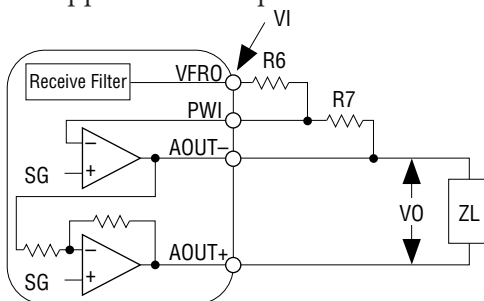 VI
Receive Filter
VFRO
R6
PWI
R7
AOUT−
−
+
SG
VO
ZL
AOUT+
−
+
SG